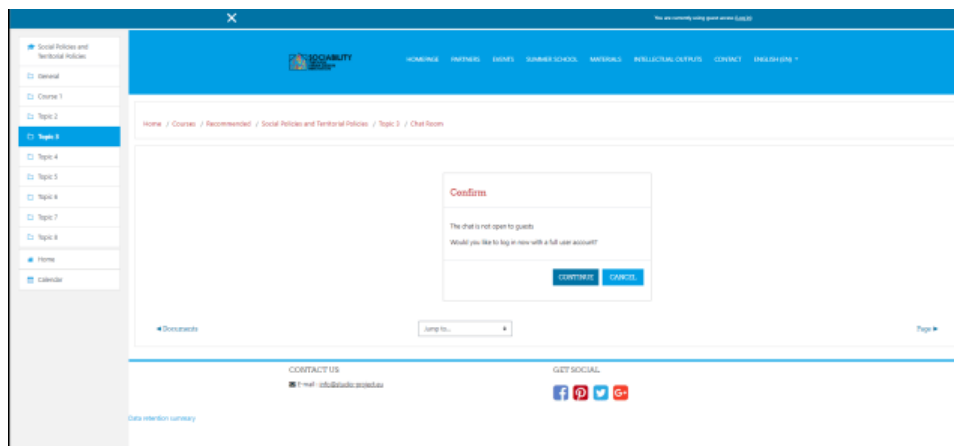 You are currently using guest access (Log in)
Social Policies and
Territorial Policies
General
Course 1
Topic 2
Topic 3
Topic 4
Topic 5
Topic 6
Topic 7
Topic 8
Home
Calendar
SOCIABILITY
HOMEPAGE PARTNERS EVENTS SUMMER SCHOOL MATERIALS INTELLECTUAL OUTPUTS CONTACT ENGLISH (EN)
Home / Courses / Recommended / Social Policies and Territorial Policies / Topic 3 / Chat Room
Confirm
The chat is not open to guests
Would you like to log in now with a full user account?
CONTINUE CANCEL
Documents
Jump to...
Page
CONTACT US
E-mail : info@studio-project.eu
GET SOCIAL
Data retention summary